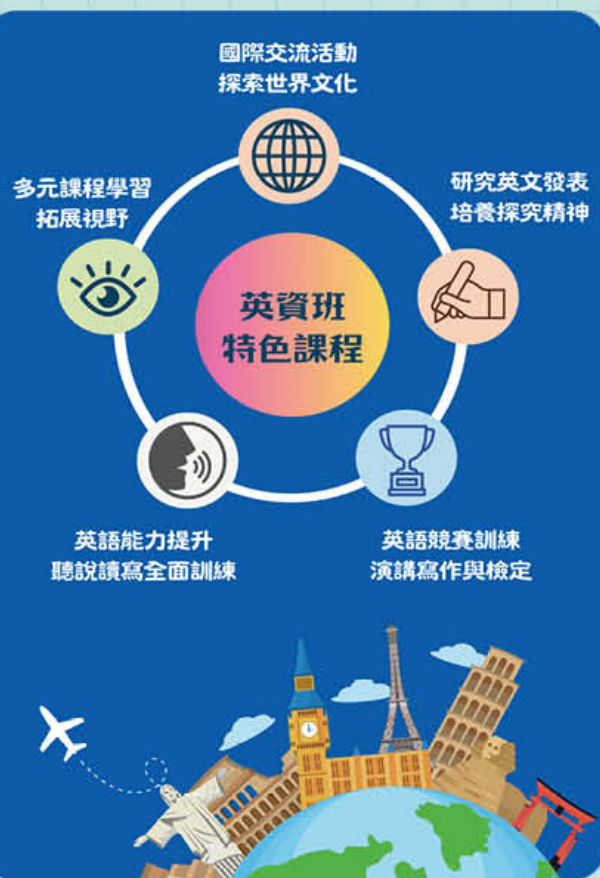 國際交流活動
探索世界文化
多元課程學習
拓展視野
研究英文發表
培養探究精神
英資班
特色課程
英語能力提升
聽說讀寫全面訓練
英語競賽訓練
演講寫作與檢定